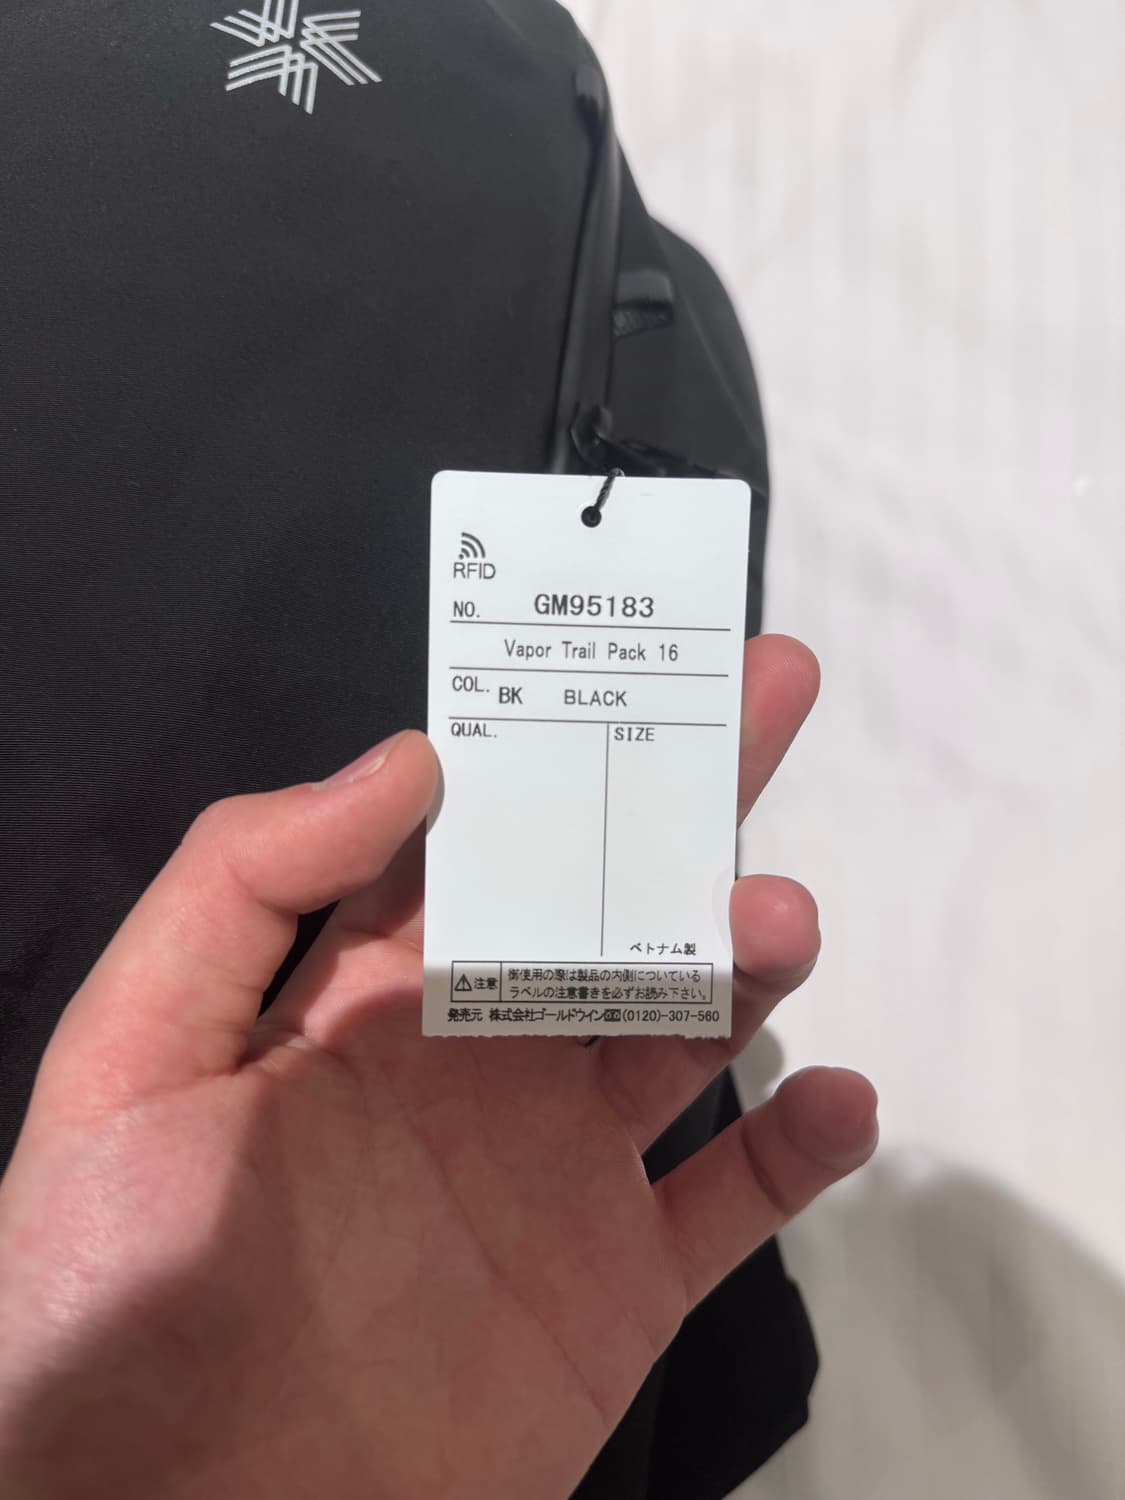 RFID
NO. GM95183
Vapor Trail Pack 16
COL. BK BLACK
QUAL. SIZE
ベトナム製
⚠注意 御使用の際は製品の内側についている
ラベルの注意書きを必ずお読み下さい。
発売元 株式会社ゴールドウイン (0120)-307-560